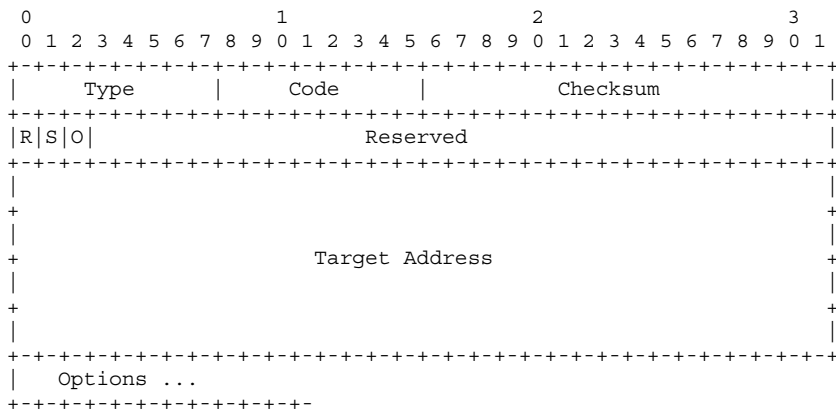 0                   1                   2                   3
 0 1 2 3 4 5 6 7 8 9 0 1 2 3 4 5 6 7 8 9 0 1 2 3 4 5 6 7 8 9 0 1
+-+-+-+-+-+-+-+-+-+-+-+-+-+-+-+-+-+-+-+-+-+-+-+-+-+-+-+-+-+-+-+-+
|     Type      |     Code      |          Checksum             |
+-+-+-+-+-+-+-+-+-+-+-+-+-+-+-+-+-+-+-+-+-+-+-+-+-+-+-+-+-+-+-+-+
|R|S|O|                     Reserved                            |
+-+-+-+-+-+-+-+-+-+-+-+-+-+-+-+-+-+-+-+-+-+-+-+-+-+-+-+-+-+-+-+-+
|                                                               |
+                                                               +
|                                                               |
+                       Target Address                          +
|                                                               |
+                                                               +
|                                                               |
+-+-+-+-+-+-+-+-+-+-+-+-+-+-+-+-+-+-+-+-+-+-+-+-+-+-+-+-+-+-+-+-+
|   Options ...
+-+-+-+-+-+-+-+-+-+-+-+-